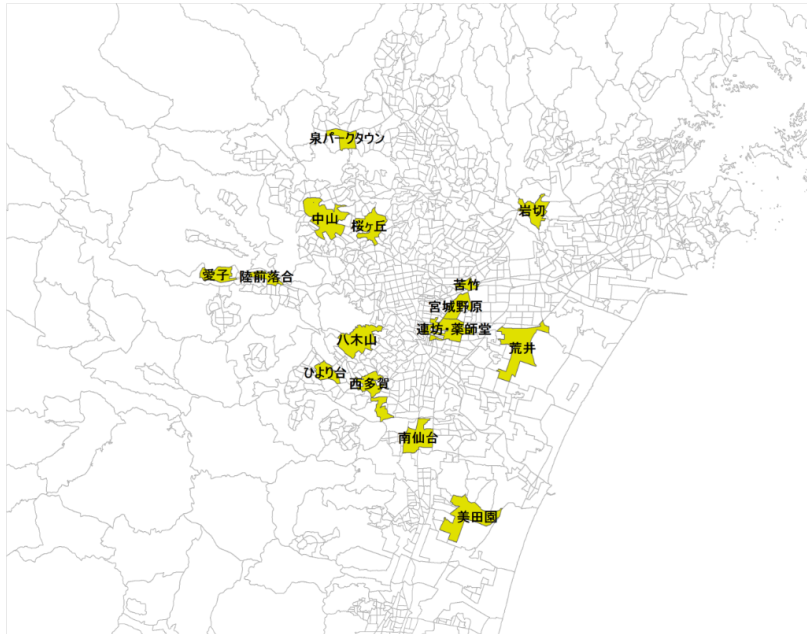 泉パークタウン
岩切
中山
桜ヶ丘
愛子
陸前落合
苦竹
宮城野原
連坊・薬師堂
八木山
荒井
ひより台
西多賀
南仙台
美田園